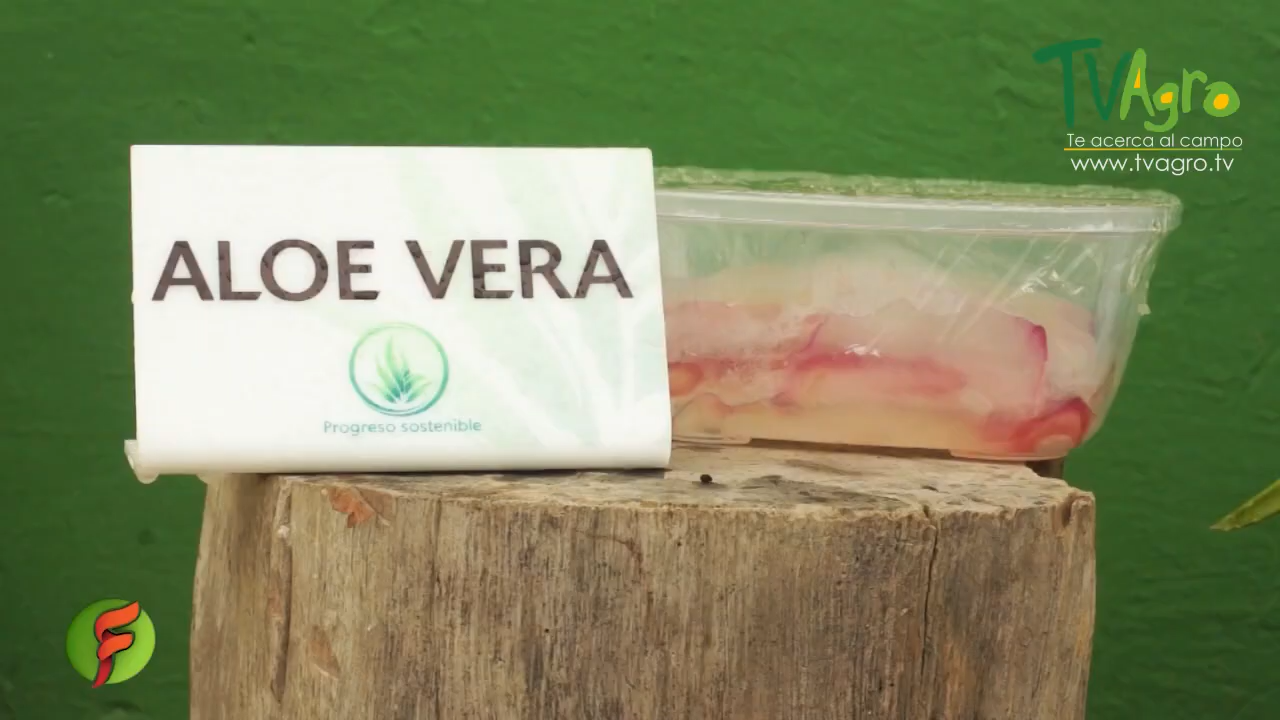 TVAgro
Te acerca al campo
www.tvagro.tv
ALOE VERA
Progreso sostenible
F